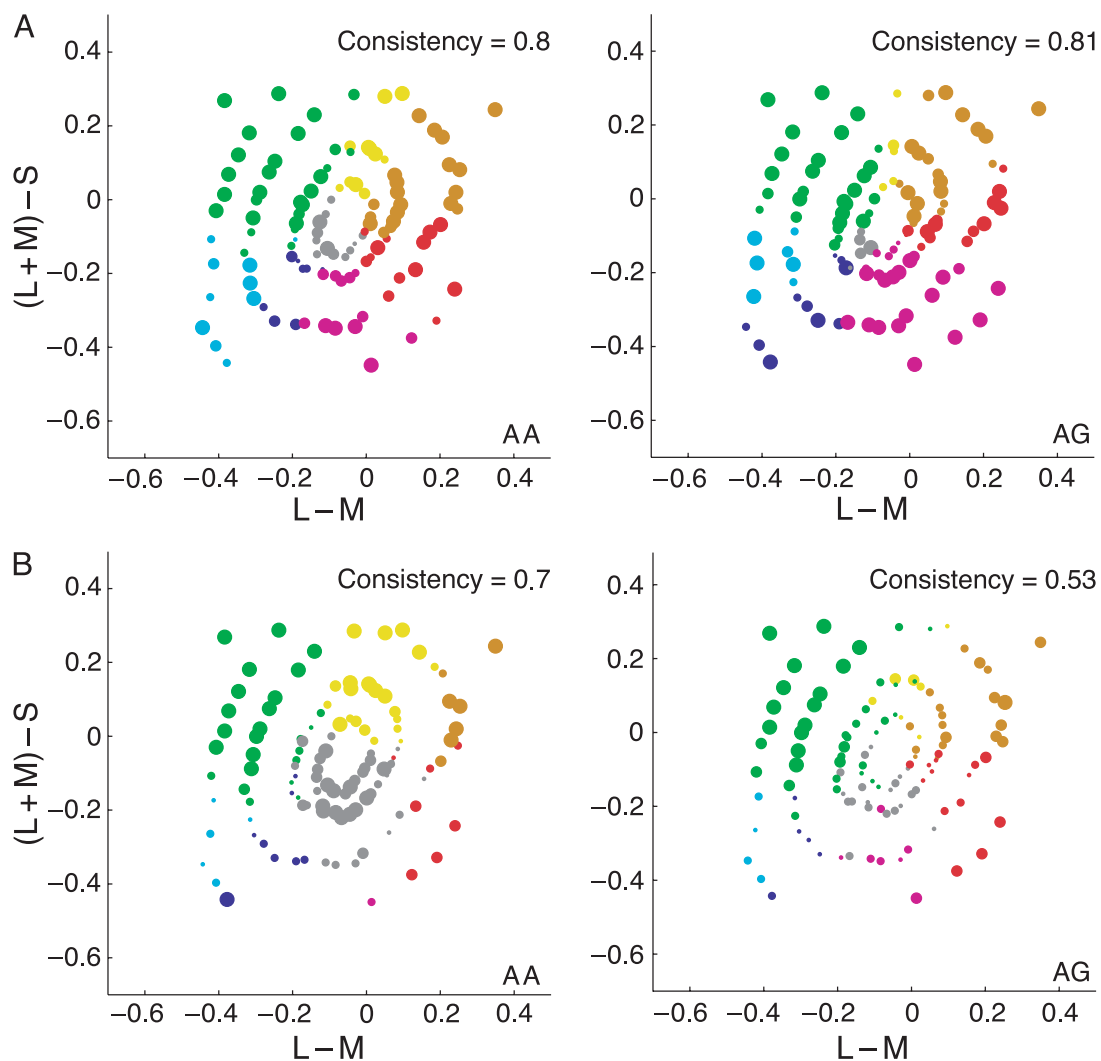 A
Consistency = 0.8
Consistency = 0.81
0.4
0.2
0
−0.2
−0.4
−0.6
(L + M) − S
AA
−0.6 −0.4 −0.2 0 0.2 0.4
L − M
0.4
0.2
0
−0.2
−0.4
−0.6
AG
−0.6 −0.4 −0.2 0 0.2 0.4
L − M
B
Consistency = 0.7
Consistency = 0.53
0.4
0.2
0
−0.2
−0.4
−0.6
(L + M) − S
AA
−0.6 −0.4 −0.2 0 0.2 0.4
L − M
0.4
0.2
0
−0.2
−0.4
−0.6
AG
−0.6 −0.4 −0.2 0 0.2 0.4
L − M